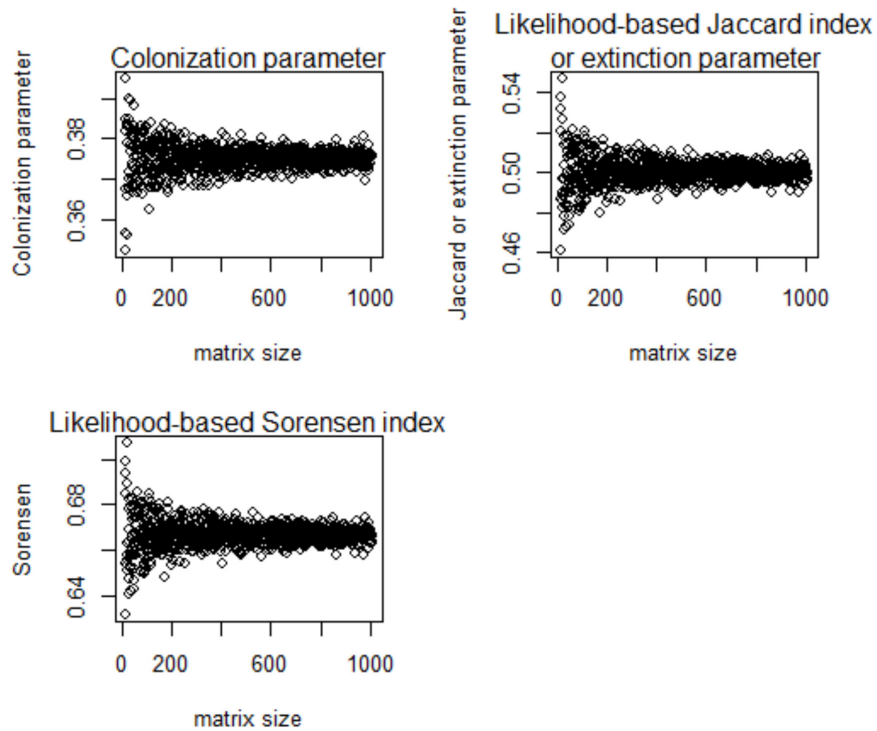 Colonization parameter
Colonization parameter
0.38
0.36
0 200 600 1000
matrix size
Likelihood-based Jaccard index
or extinction parameter
Jaccard or extinction parameter
0.54
0.50
0.46
0 200 600 1000
matrix size
Likelihood-based Sorensen index
Sorensen
0.68
0.64
0 200 600 1000
matrix size